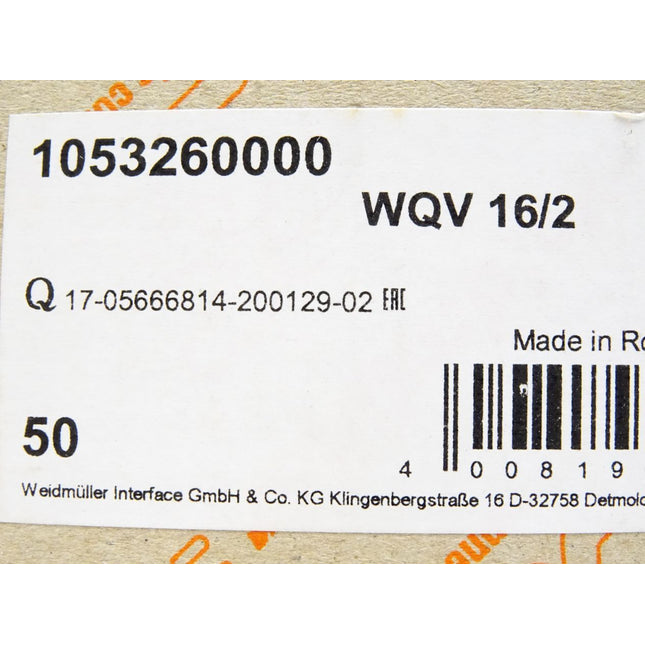 1053260000
WQV 16/2
Q 17-05666814-200129-02 EAC
Made in Ro
50
4 00819
Weidmüller Interface GmbH & Co. KG Klingenbergstraße 16 D-32758 Detmold